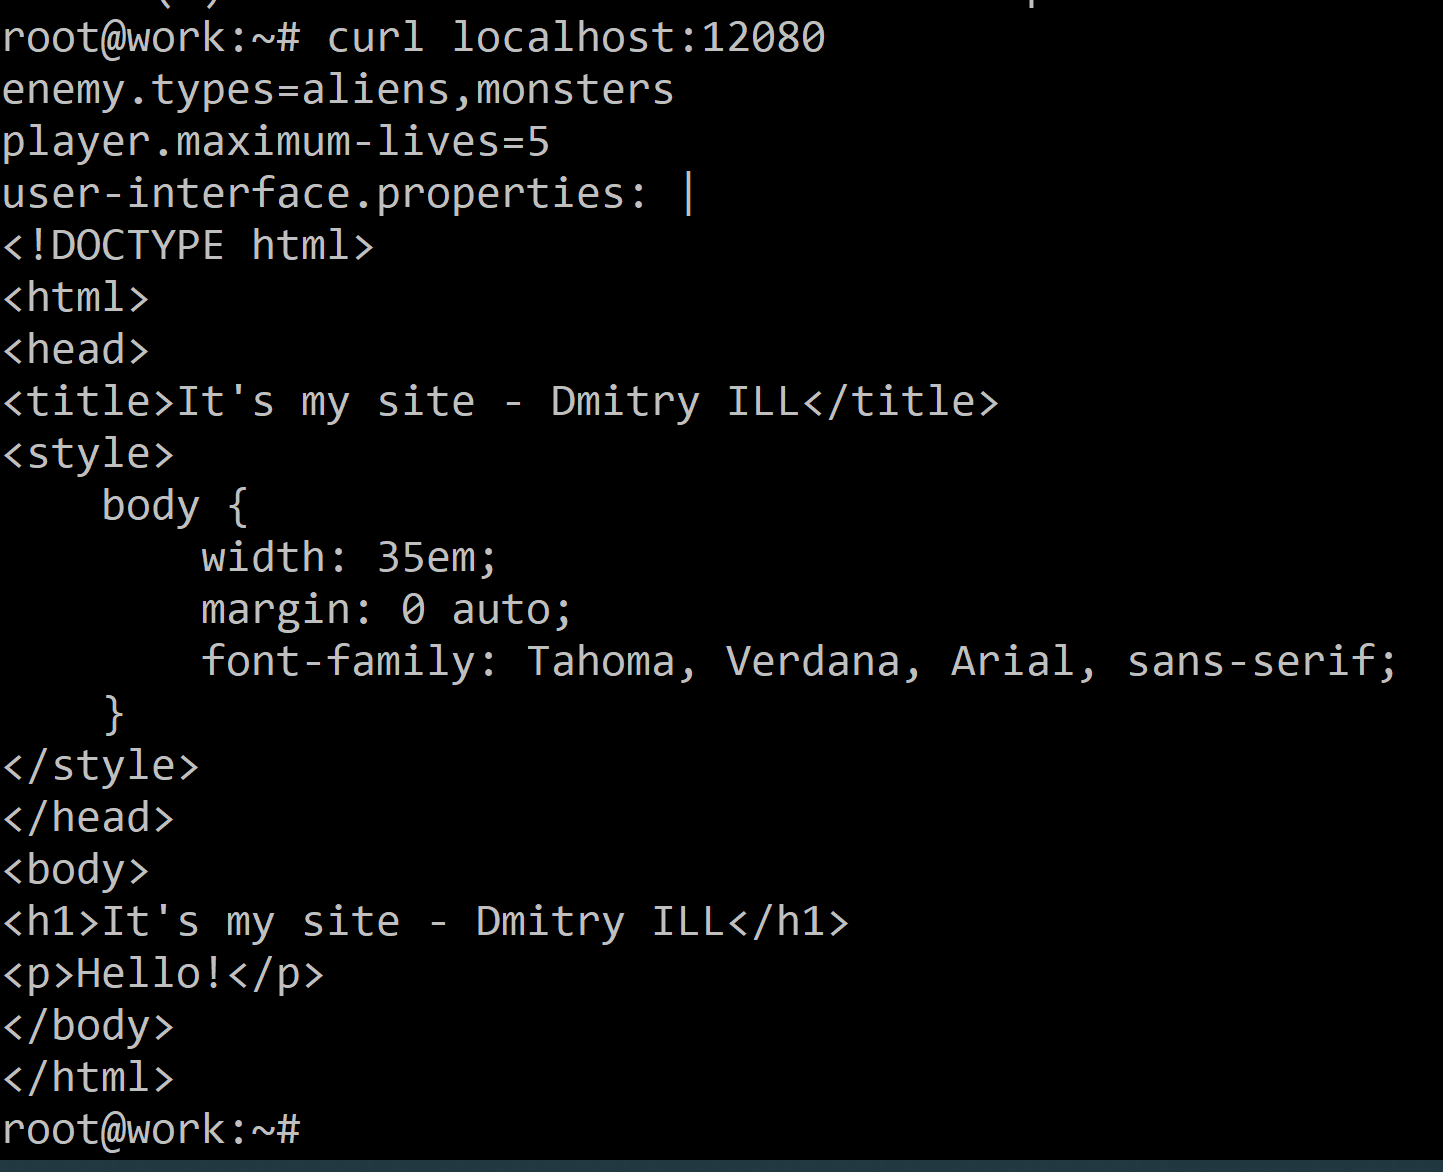 root@work:~# curl localhost:12080
enemy.types=aliens,monsters
player.maximum-lives=5
user-interface.properties: |
<!DOCTYPE html>
<html>
<head>
<title>It's my site - Dmitry ILL</title>
<style>
    body {
        width: 35em;
        margin: 0 auto;
        font-family: Tahoma, Verdana, Arial, sans-serif;
    }
</style>
</head>
<body>
<h1>It's my site - Dmitry ILL</h1>
<p>Hello!</p>
</body>
</html>
root@work:~#